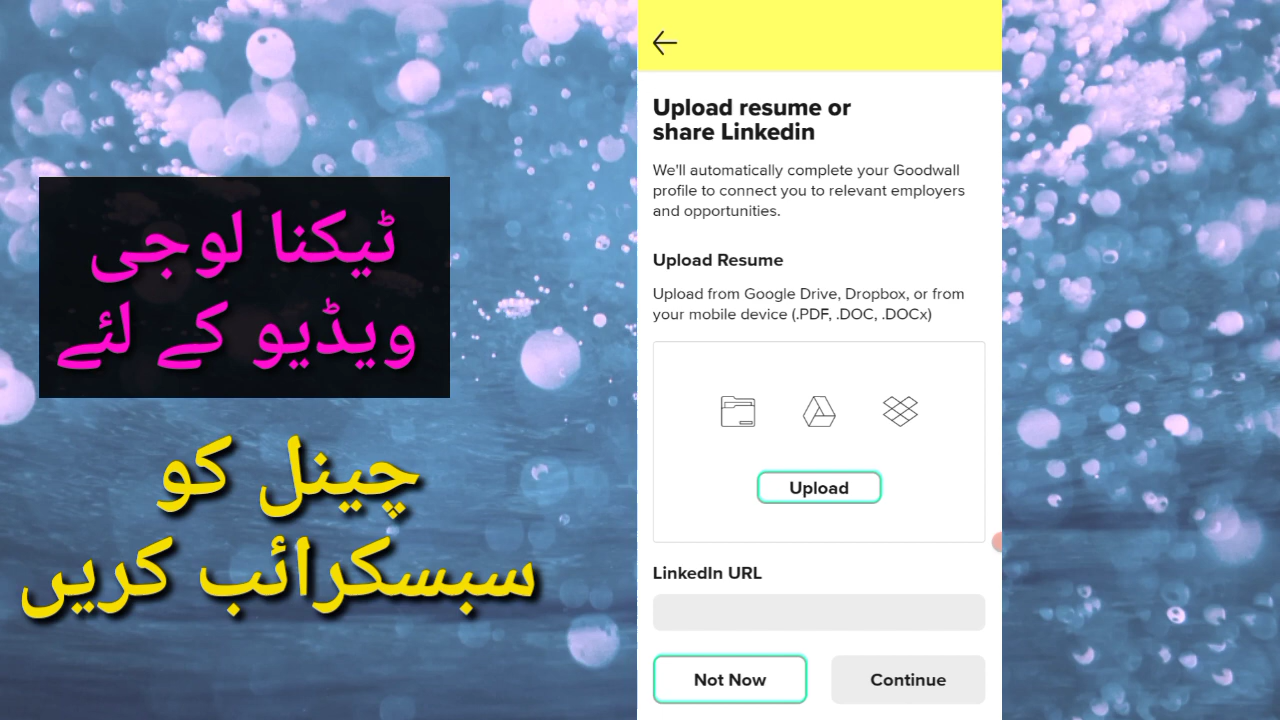 ٹیکنا لوجی
ویڈیو کے لئے
چینل کو
سبسکرائب کریں
Upload resume or
share Linkedin
We'll automatically complete your Goodwall
profile to connect you to relevant employers
and opportunities.
Upload Resume
Upload from Google Drive, Dropbox, or from
your mobile device (.PDF, .DOC, .DOCx)
Upload
LinkedIn URL
Not Now
Continue